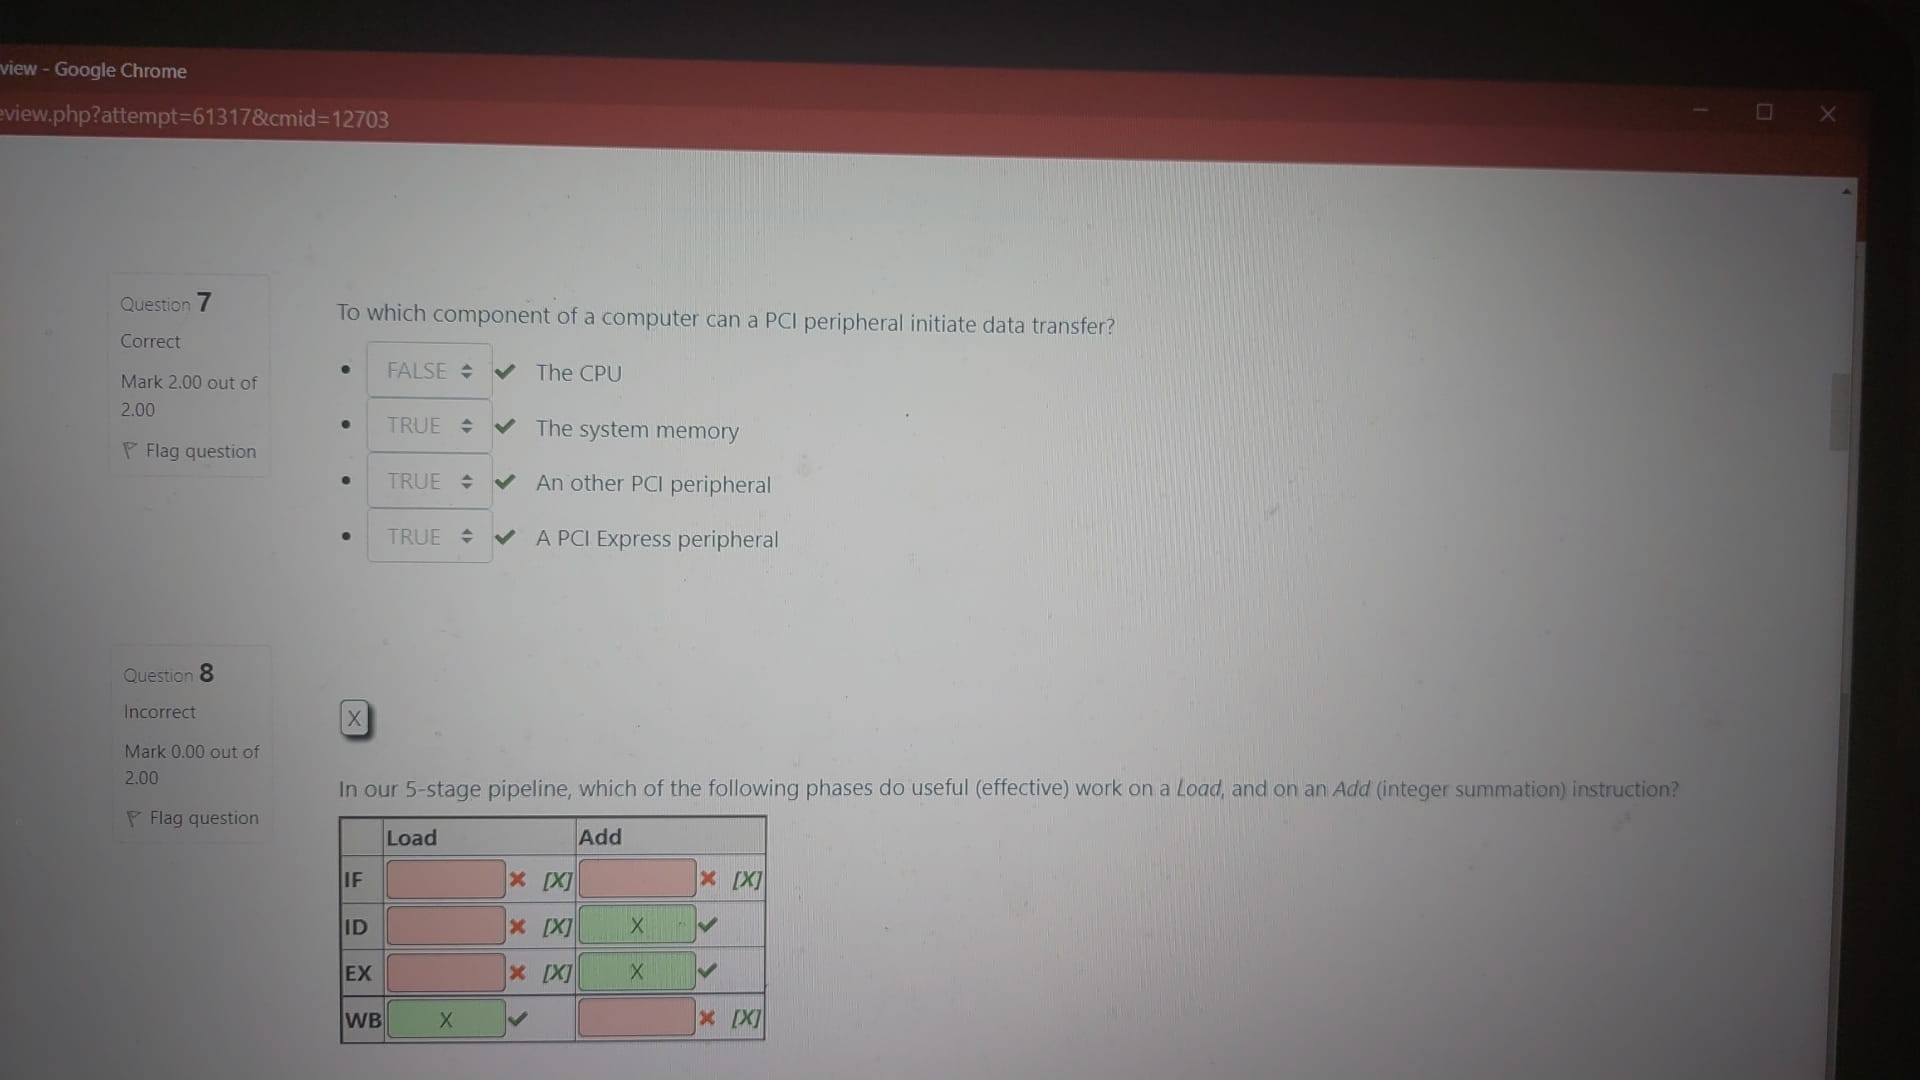 view - Google Chrome
eview.php?attempt=61317&cmid=12703
Question 7
Correct
Mark 2.00 out of
2.00
Flag question
To which component of a computer can a PCI peripheral initiate data transfer?
FALSE The CPU
TRUE The system memory
TRUE An other PCI peripheral
TRUE A PCI Express peripheral
Question 8
Incorrect
Mark 0.00 out of
2.00
Flag question
X
In our 5-stage pipeline, which of the following phases do useful (effective) work on a Load, and on an Add (integer summation) instruction?
Load Add
IF [X] [X]
ID [X] X
EX [X] X
WB X [X]